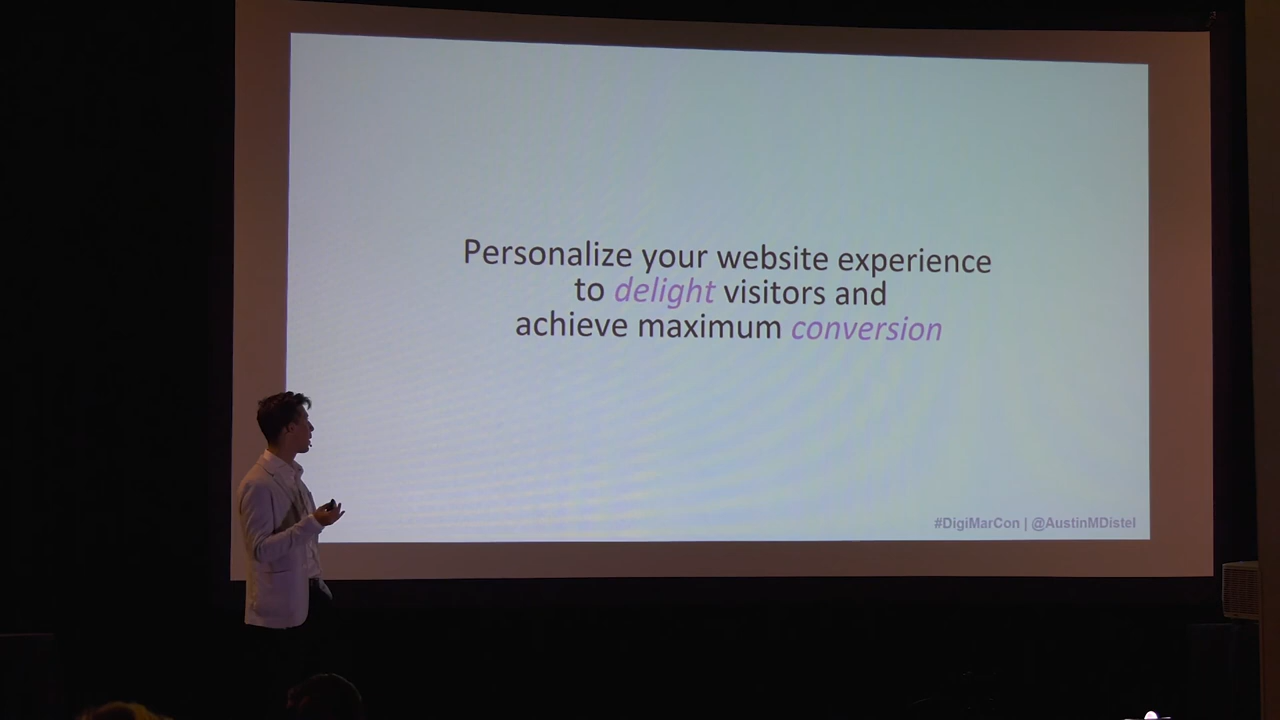 Personalize your website experience
to delight visitors and
achieve maximum conversion
#DigiMarCon | @AustinMDistel